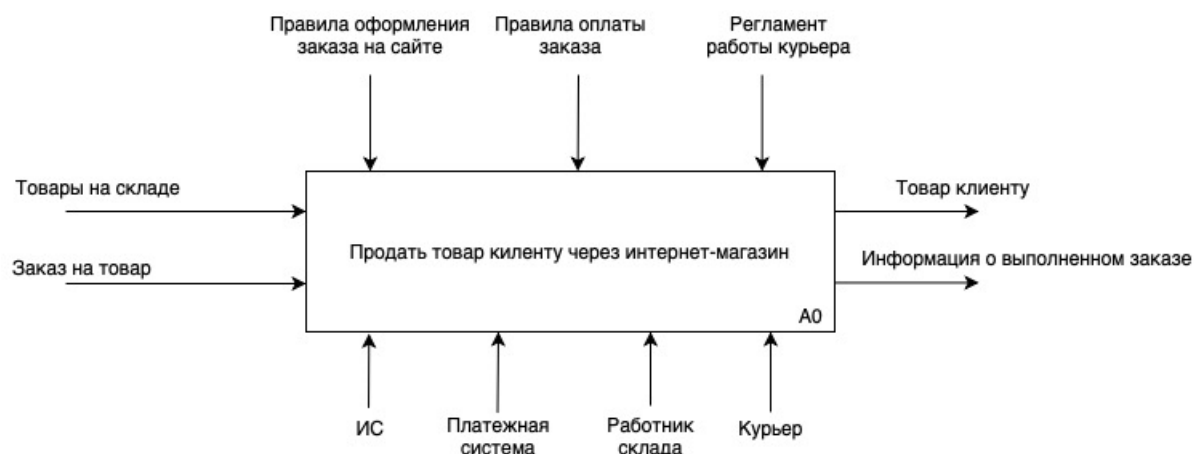 Правила оформления
заказа на сайте
Правила оплаты
заказа
Регламент
работы курьера
Товары на складе
Товар клиенту
Продать товар киленту через интернет-магазин
Заказ на товар
Информация о выполненном заказе
А0
ИС
Платежная
система
Работник
склада
Курьер